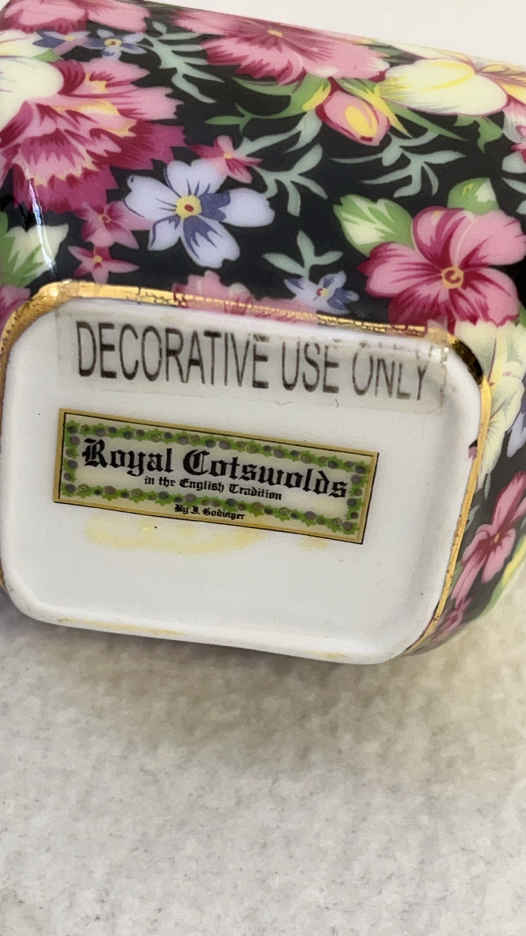 DECORATIVE USE ONLY
Royal Cotswolds
in the English Tradition
By J. Godinger